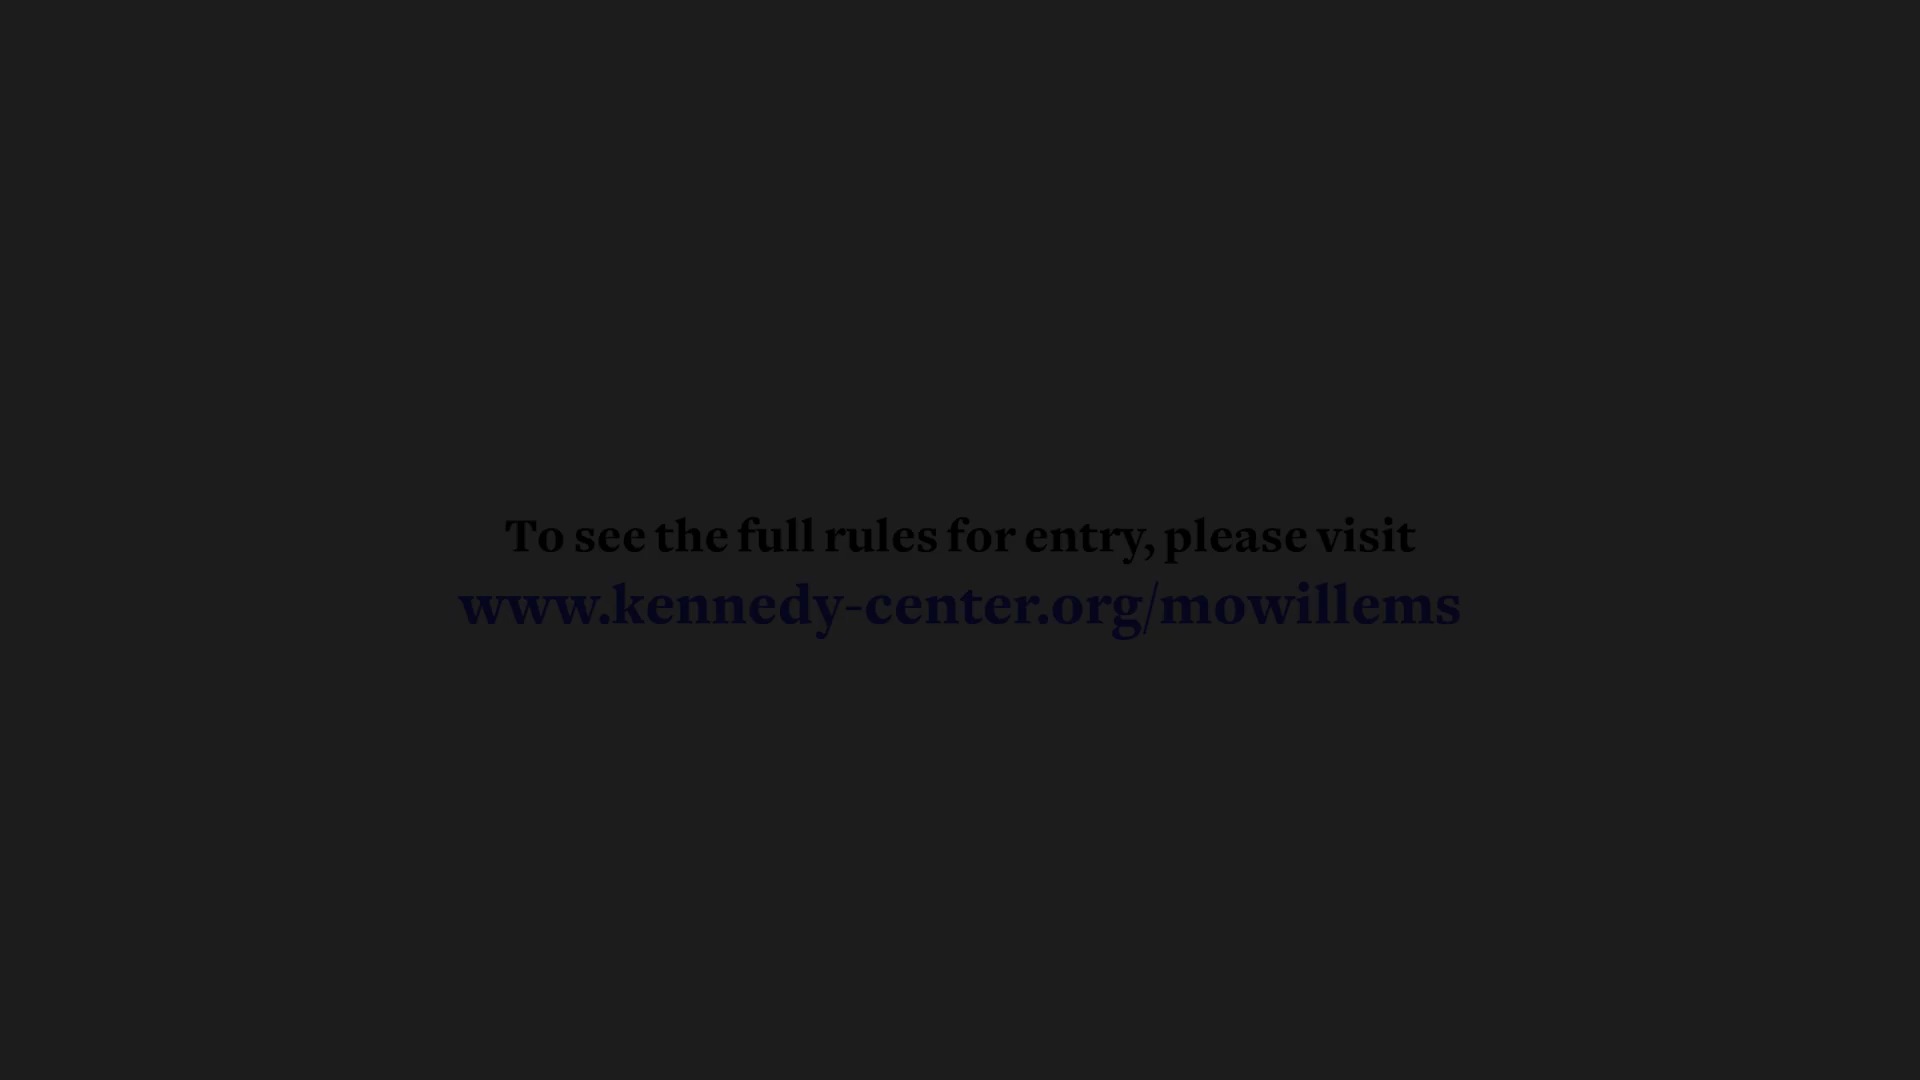 To see the full rules for entry, please visit
www.kennedy-center.org/mowillems